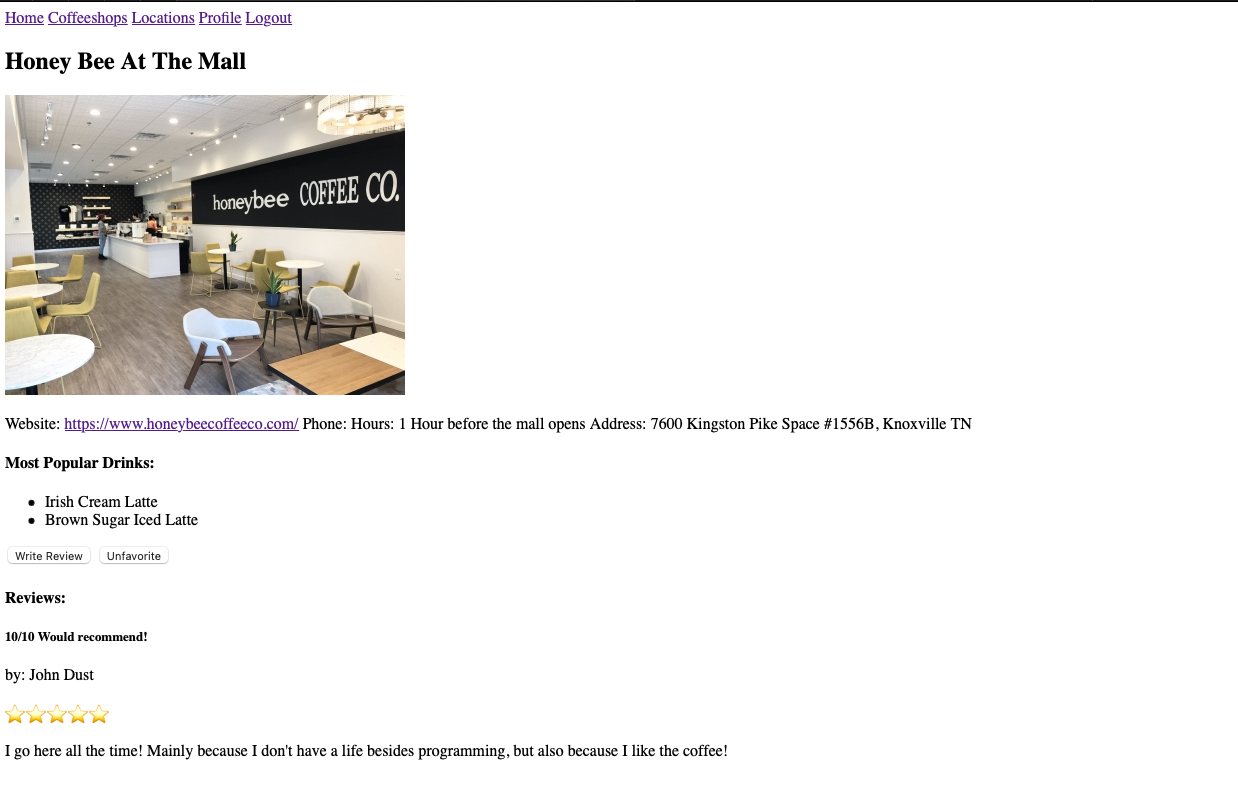 Home Coffeeshops Locations Profile Logout
Honey Bee At The Mall
honeybee COFFEE CO.
Website: https://www.honeybeecoffeeco.com/ Phone: Hours: 1 Hour before the mall opens Address: 7600 Kingston Pike Space #1556B, Knoxville TN
Most Popular Drinks:
Irish Cream Latte
Brown Sugar Iced Latte
Write Review Unfavorite
Reviews:
10/10 Would recommend!
by: John Dust
⭐⭐⭐⭐⭐
I go here all the time! Mainly because I don't have a life besides programming, but also because I like the coffee!